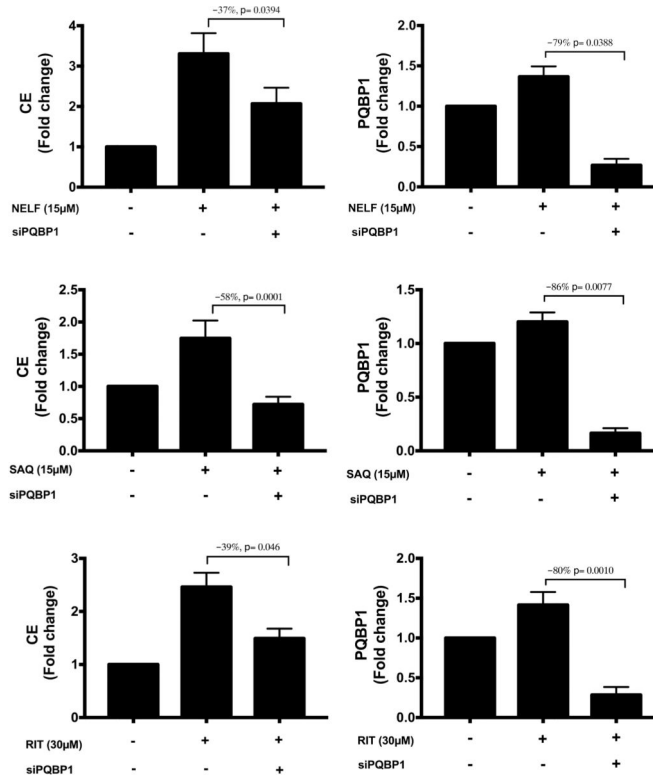 −37%, p= 0.0394
CE
(Fold change)
4
3
2
1
0
NELF (15µM) - + +
siPQBP1 - - +
−79% p= 0.0388
PQBP1
(Fold change)
2.0
1.5
1.0
0.5
0.0
NELF (15µM) - + +
siPQBP1 - - +
−58%, p= 0.0001
CE
(Fold change)
2.5
2.0
1.5
1.0
0.5
0.0
SAQ (15µM) - + +
siPQBP1 - - +
−86% p= 0.0077
PQBP1
(Fold change)
1.5
1.0
0.5
0.0
SAQ (15µM) - + +
siPQBP1 - - +
−39%, p= 0.046
CE
(Fold change)
3
2
1
0
RIT (30µM) - + +
siPQBP1 - - +
−80% p= 0.0010
PQBP1
(Fold change)
2.0
1.5
1.0
0.5
0.0
RIT (30µM) - + +
siPQBP1 - - +